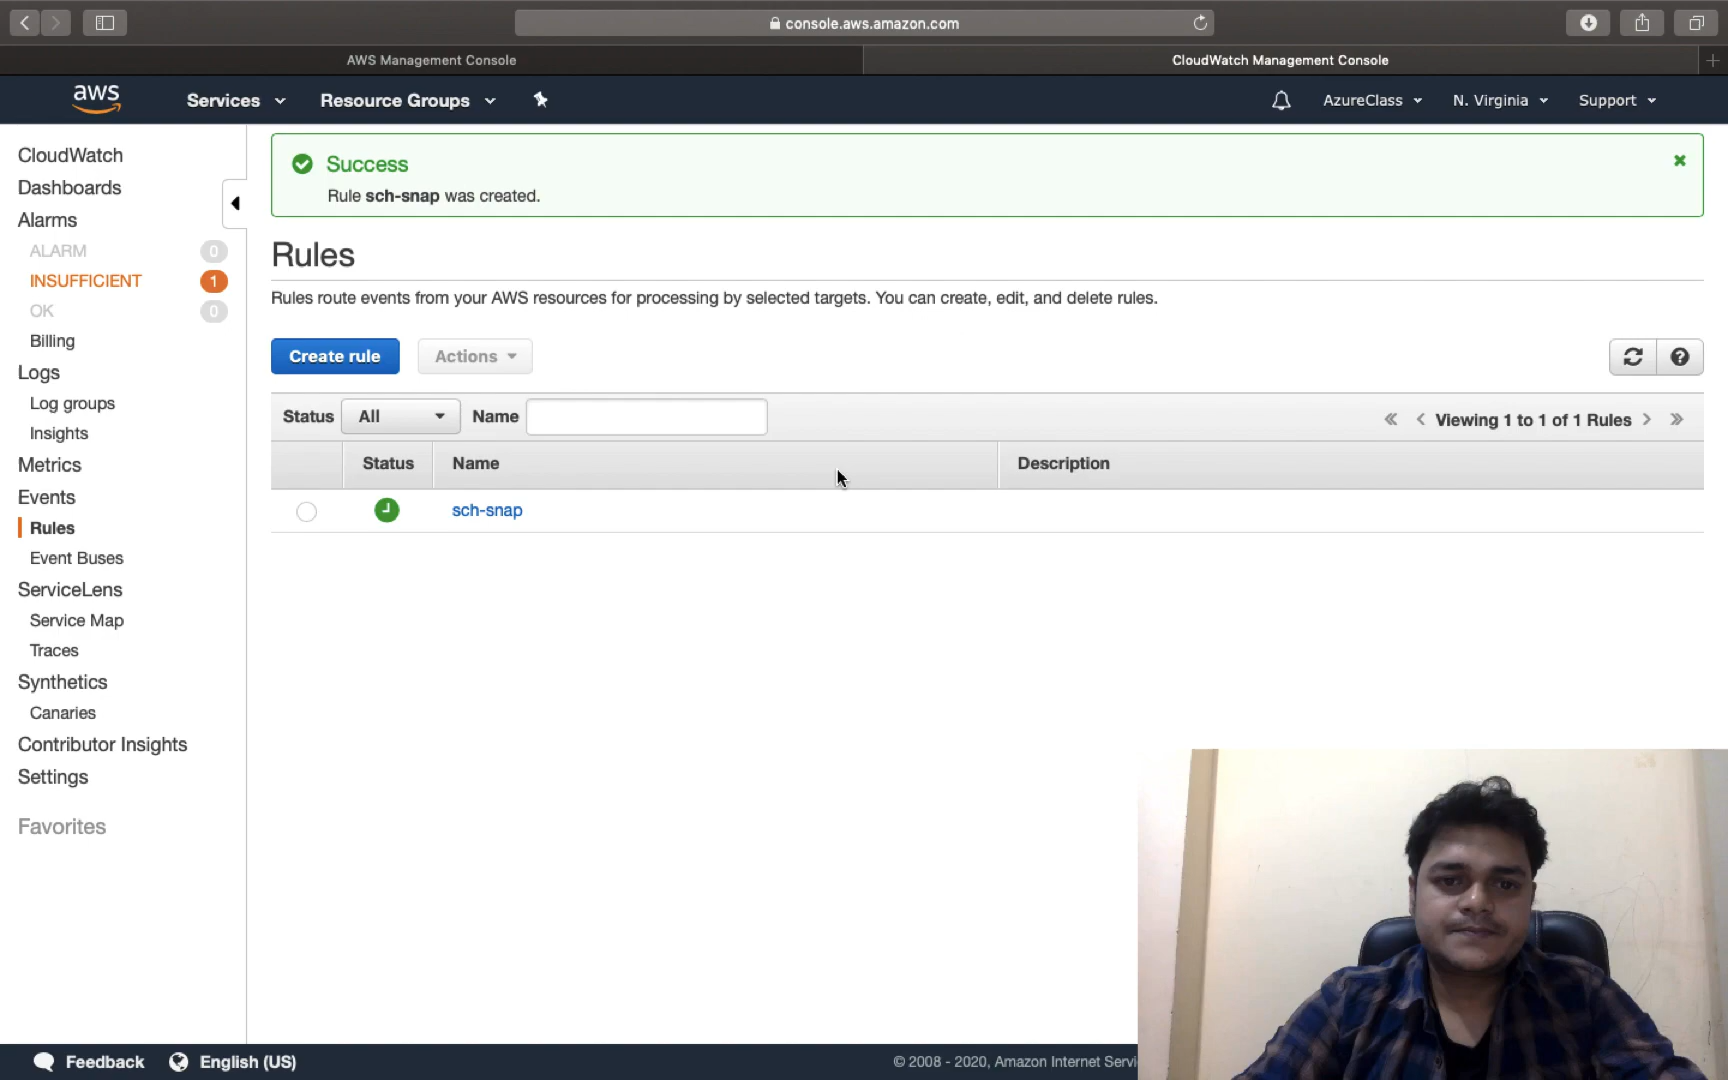 console.aws.amazon.com
AWS Management Console
CloudWatch Management Console
aws
Services
Resource Groups
AzureClass
N. Virginia
Support
CloudWatch
Dashboards
Alarms
ALARM 0
INSUFFICIENT 1
OK 0
Billing
Logs
Log groups
Insights
Metrics
Events
Rules
Event Buses
ServiceLens
Service Map
Traces
Synthetics
Canaries
Contributor Insights
Settings
Favorites
Success
Rule sch-snap was created.
Rules
Rules route events from your AWS resources for processing by selected targets. You can create, edit, and delete rules.
Create rule
Actions
Status All Name
Viewing 1 to 1 of 1 Rules
Status Name Description
sch-snap
Feedback
English (US)
© 2008 - 2020, Amazon Internet